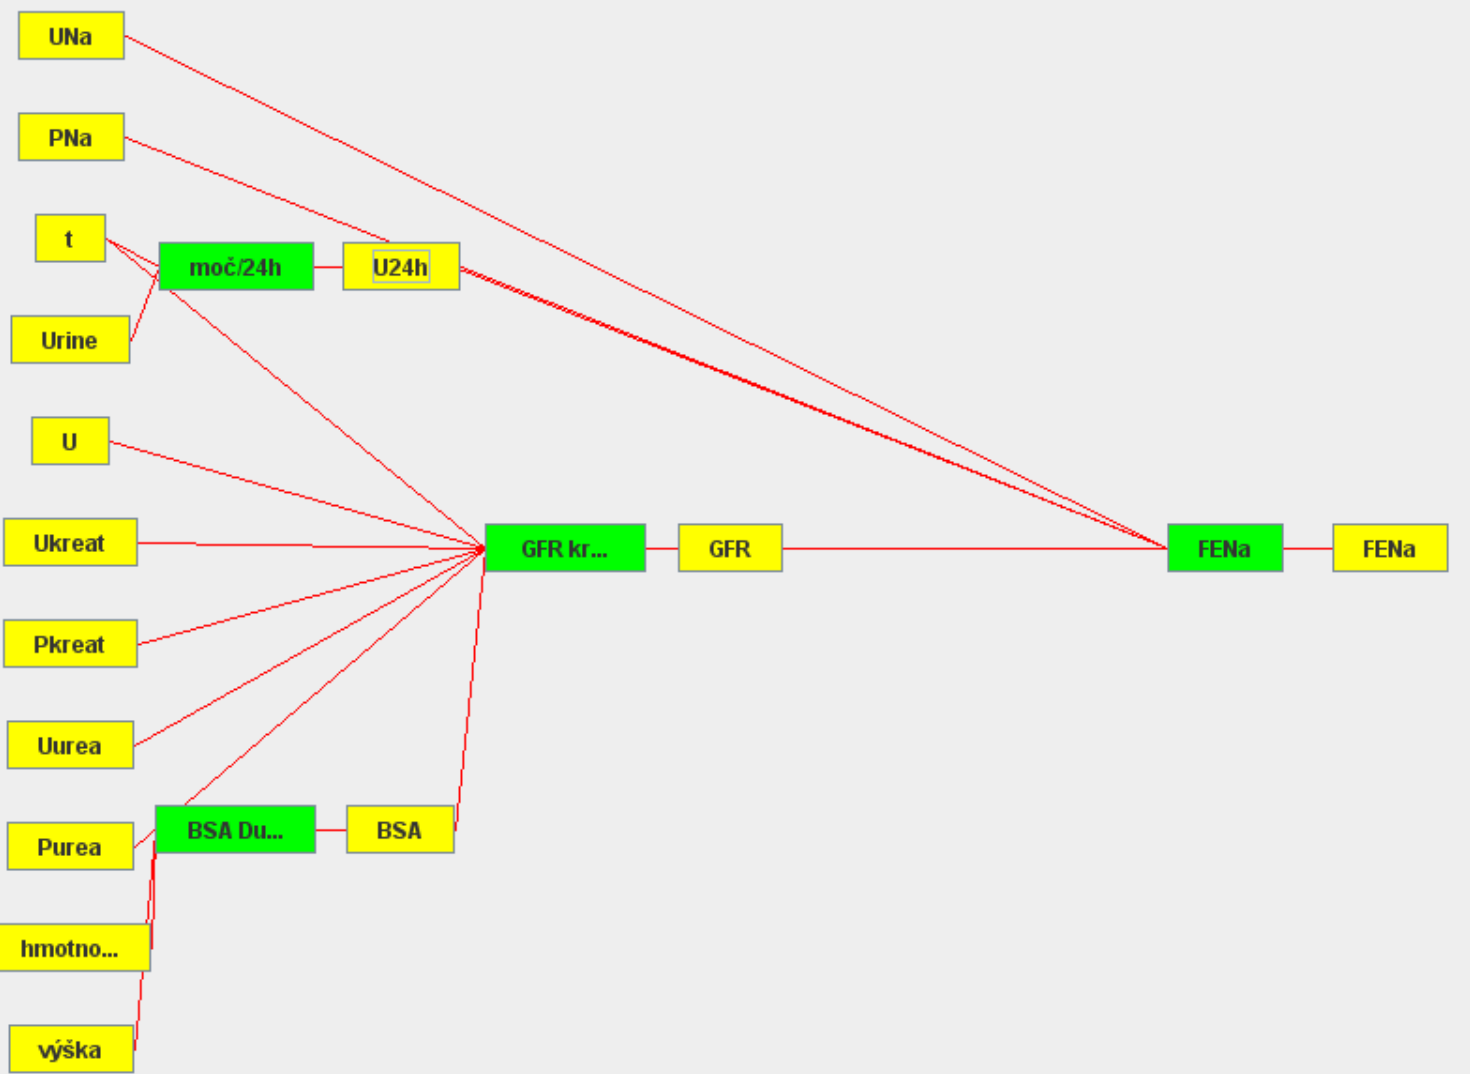 UNa
PNa
t
moč/24h
U24h
Urine
U
Ukreat
GFR kr...
GFR
FENa
FENa
Pkreat
Uurea
BSA Du...
BSA
Purea
hmotno...
výška